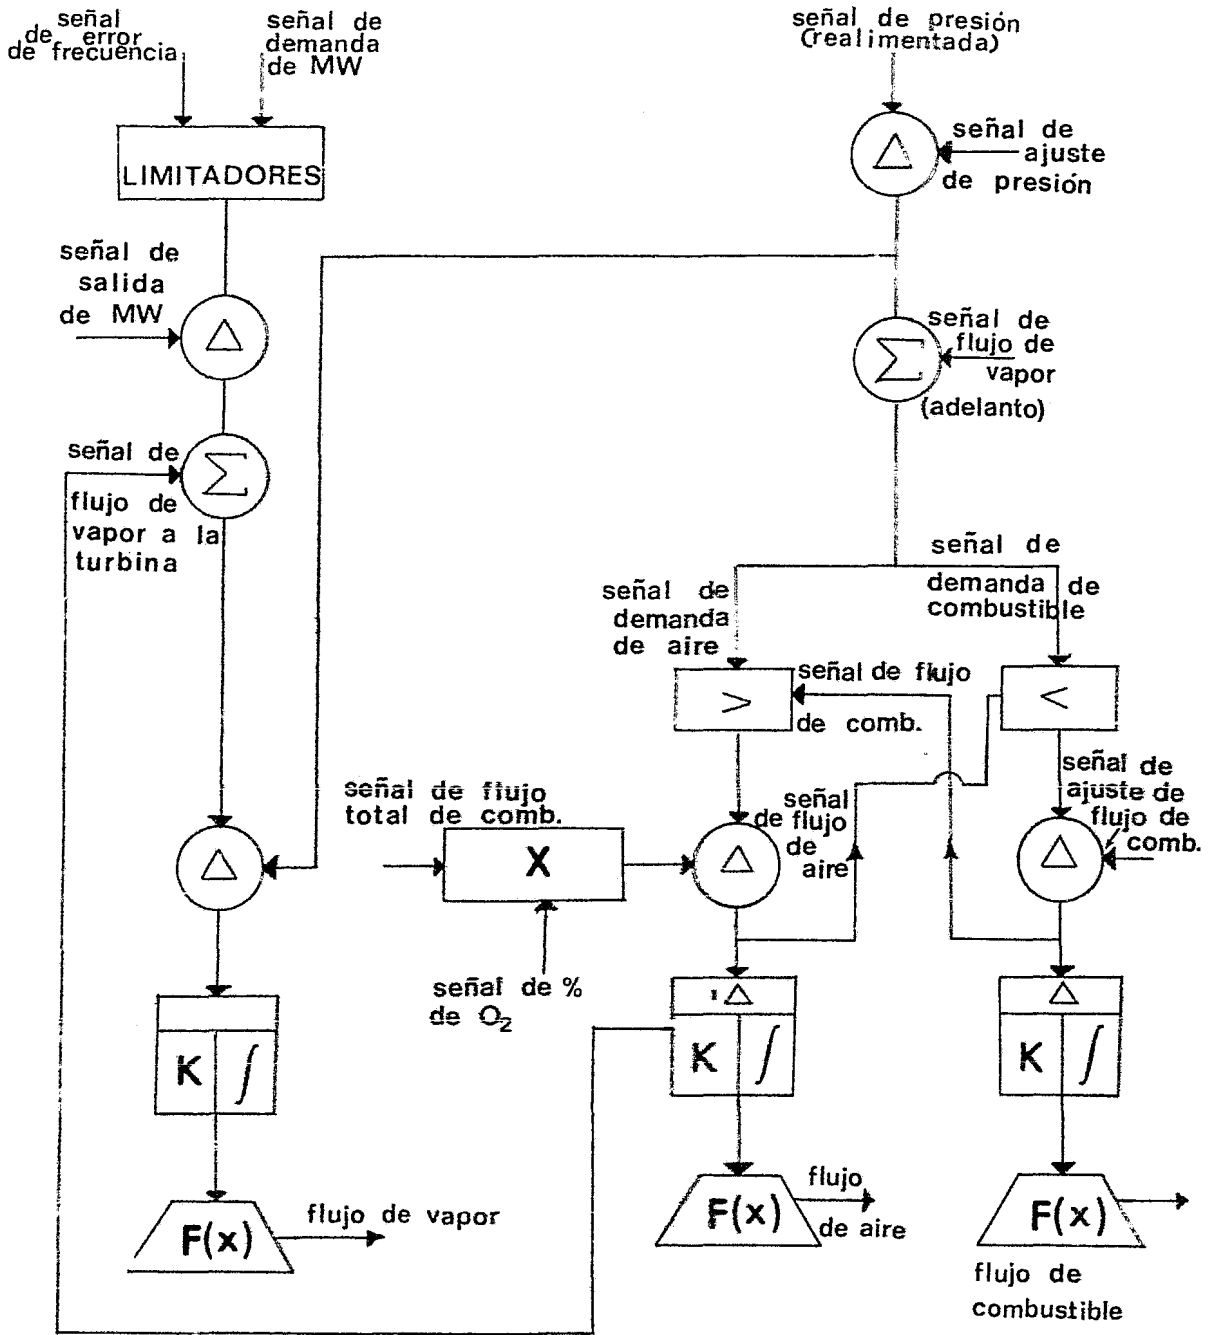 señal
de error
de frecuencia
señal de
demanda
de MW
señal de presión
(realimentada)
LIMITADORES
señal de
ajuste
de presión
señal de
salida
de MW
Δ
Δ
señal de
flujo de
vapor
(adelanto)
Σ
señal de
flujo de
vapor a la
turbina
Σ
señal de
demanda
de aire
señal de
demanda de
combustible
>
señal de flujo
de comb.
<
señal de flujo
total de comb.
X
señal
de flujo
de
aire
señal de
ajuste de
flujo de
comb.
Δ
Δ
Δ
señal de %
de O₂
Δ
Δ
K ∫
K ∫
K ∫
F(x)
flujo de vapor
F(x)
flujo
de aire
F(x)
flujo de
combustible